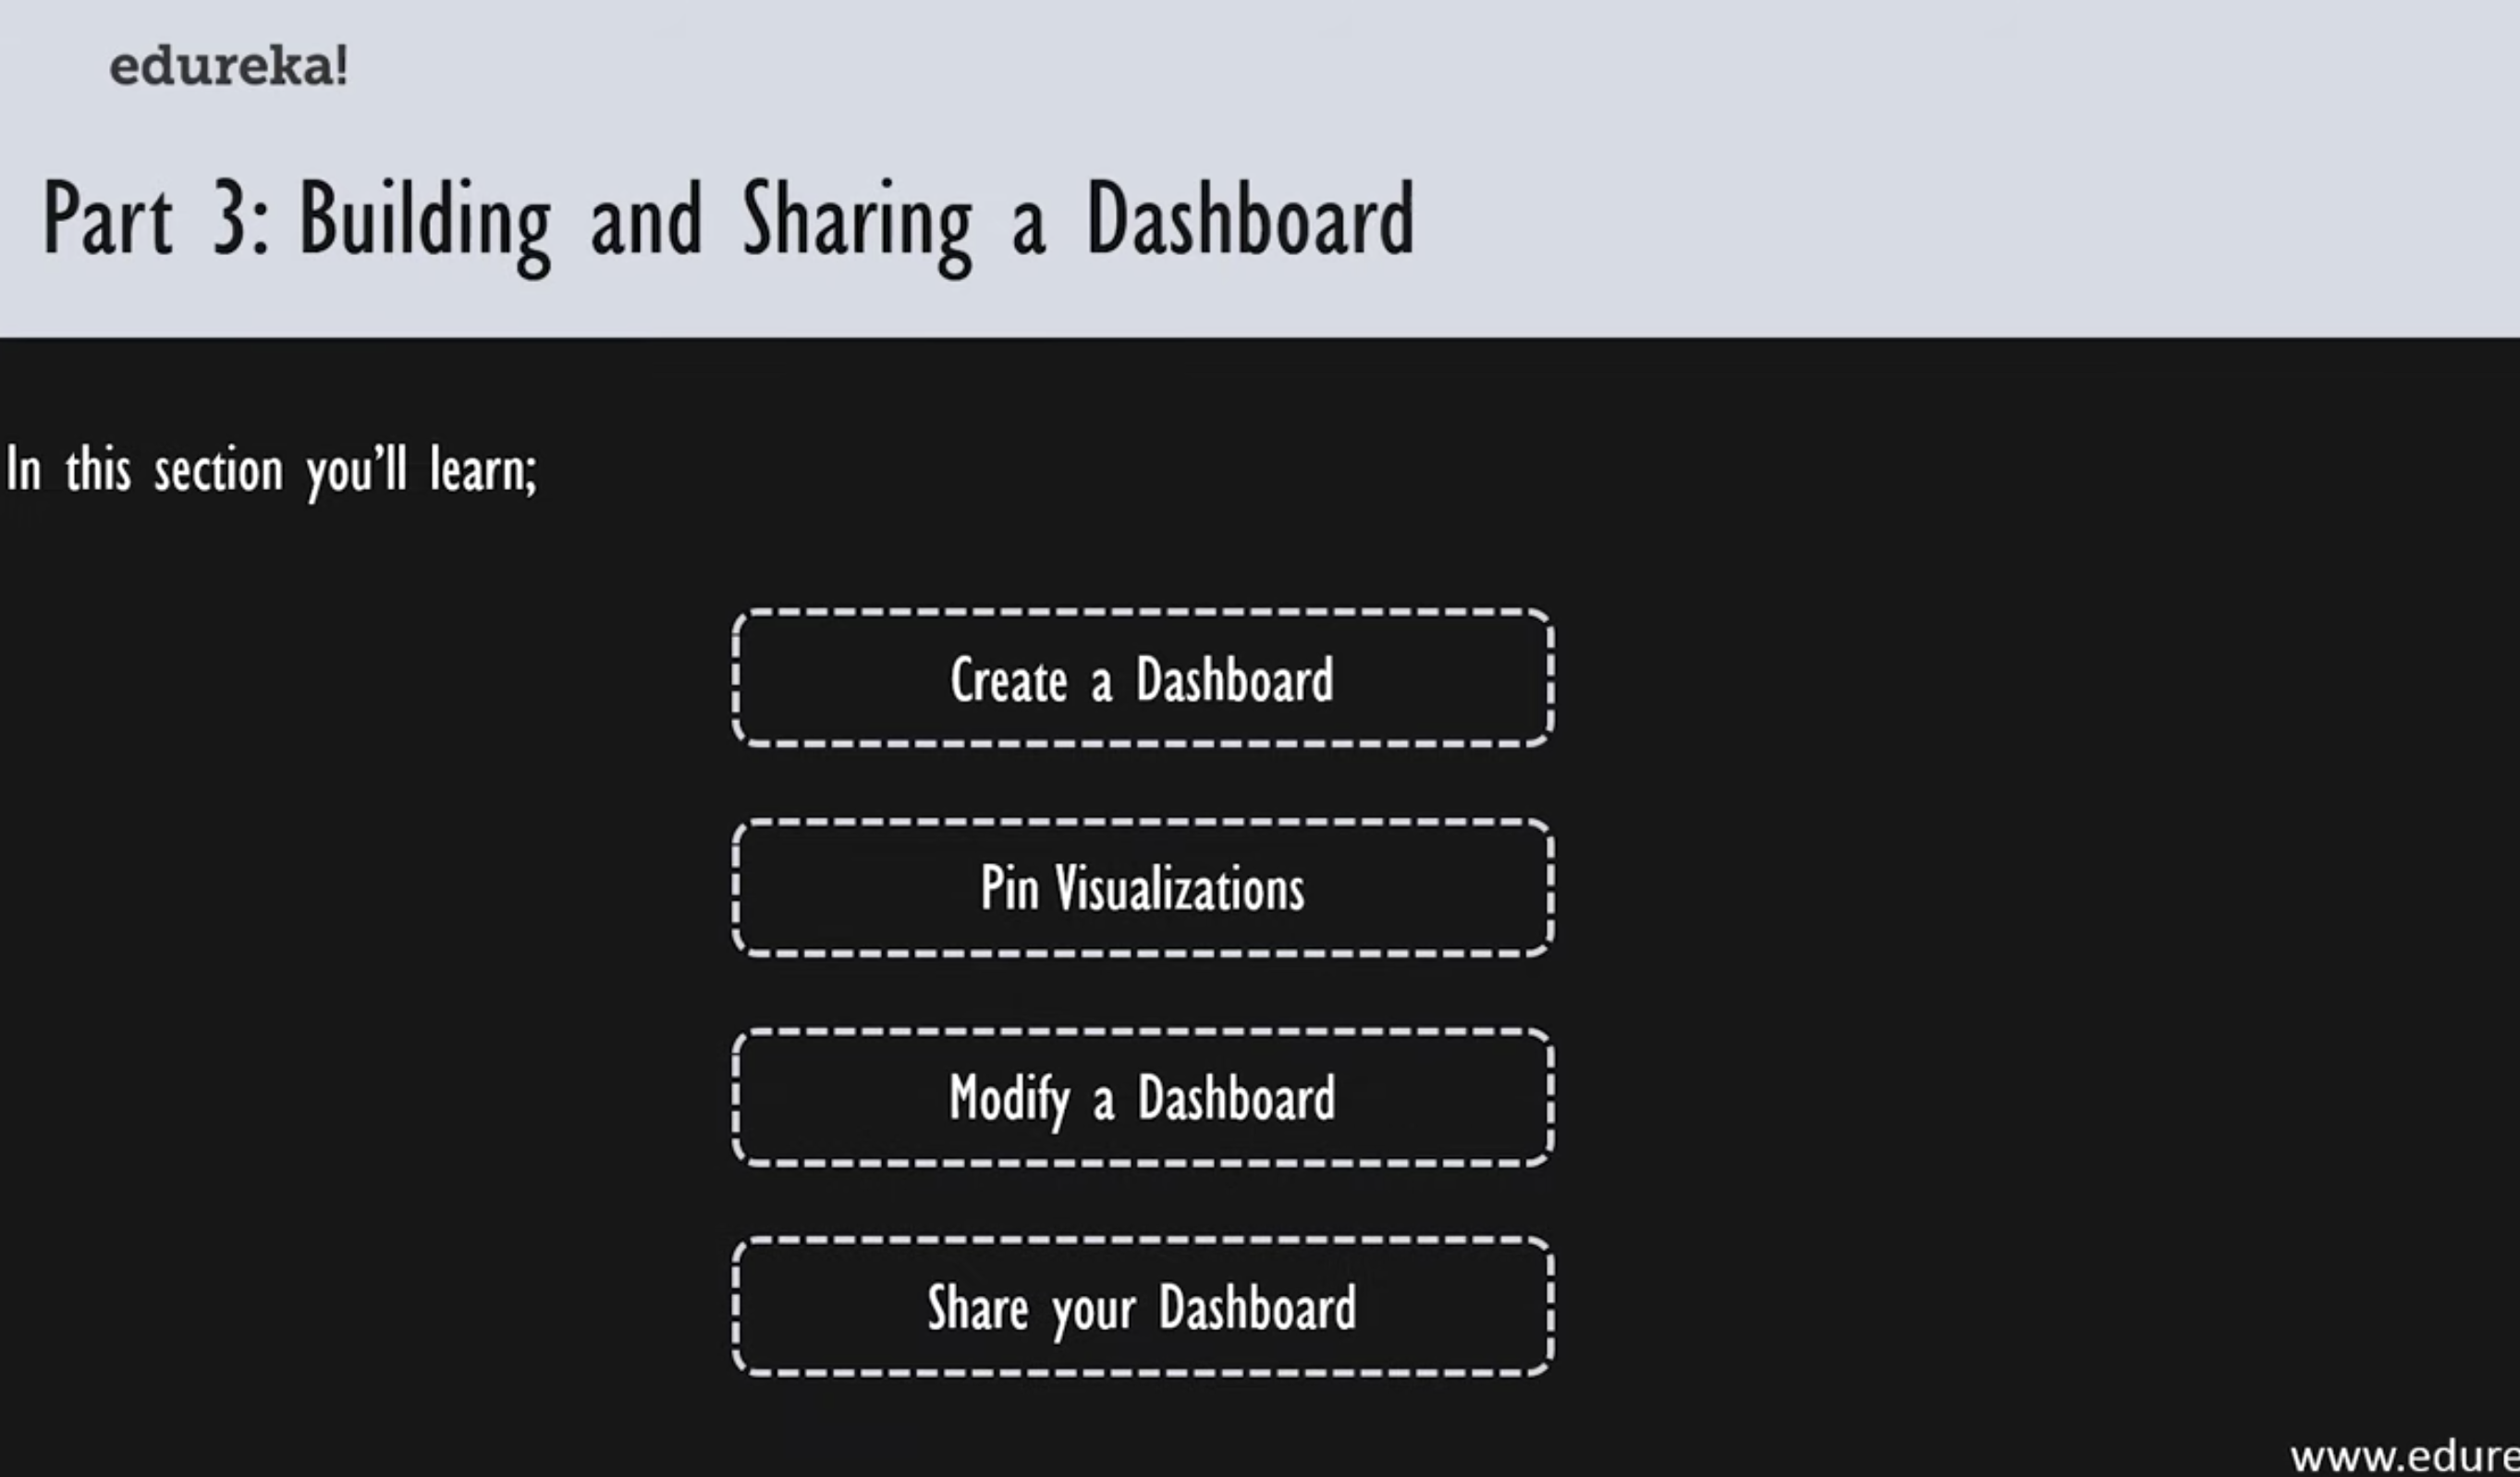 edureka!
Part 3: Building and Sharing a Dashboard
In this section you’ll learn;
Create a Dashboard
Pin Visualizations
Modify a Dashboard
Share your Dashboard
www.edure